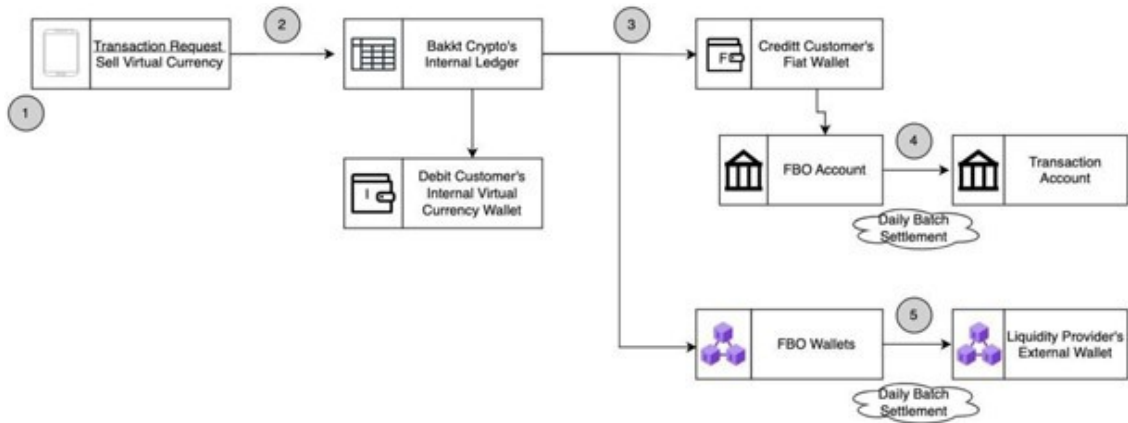 1
Transaction Request
Sell Virtual Currency
2
Bakkt Crypto's
Internal Ledger
3
Creditt Customer's
Fiat Wallet
F
I
Debit Customer's
Internal Virtual
Currency Wallet
FBO Account
4
Transaction
Account
Daily Batch
Settlement
FBO Wallets
5
Liquidity Provider's
External Wallet
Daily Batch
Settlement